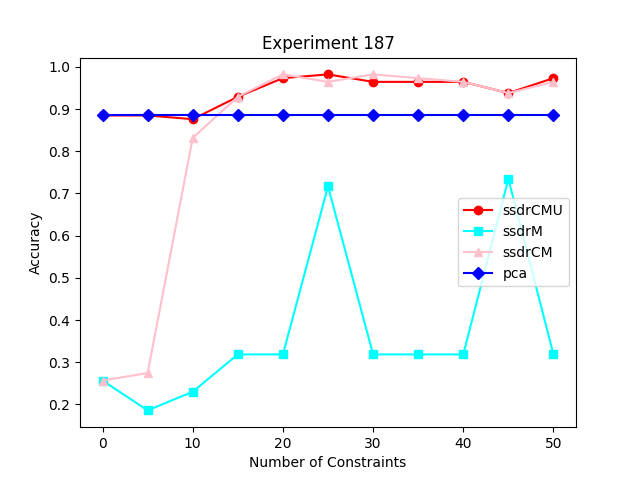 Experiment 187
Accuracy
1.0
0.9
0.8
0.7
0.6
0.5
0.4
0.3
0.2
ssdrCMU
ssdrM
ssdrCM
pca
0 10 20 30 40 50
Number of Constraints